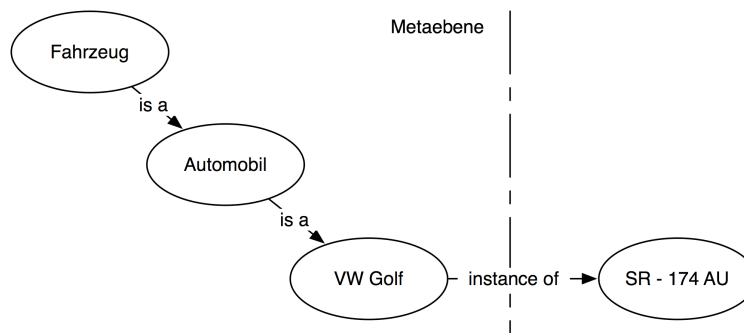 Metaebene
Fahrzeug
is a
Automobil
is a
VW Golf
instance of
SR - 174 AU